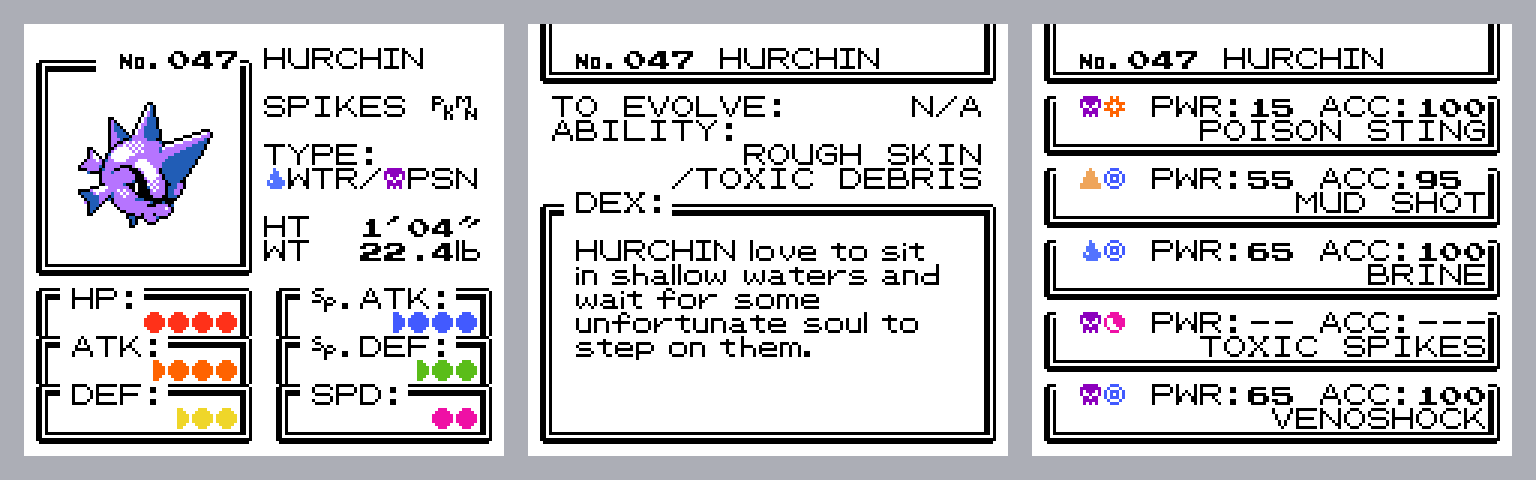 No. 047 HURCHIN
SPIKES PKMN
TYPE:
WTR/PSN
HT 1′04″
WT 22.4lb
HP:
ATK:
DEF:
Sp. ATK:
Sp. DEF:
SPD:
No. 047 HURCHIN
TO EVOLVE: N/A
ABILITY:
ROUGH SKIN
/TOXIC DEBRIS
DEX:
HURCHIN love to sit
in shallow waters and
wait for some
unfortunate soul to
step on them.
No. 047 HURCHIN
PWR:15 ACC:100
POISON STING
PWR:55 ACC:95
MUD SHOT
PWR:65 ACC:100
BRINE
PWR:-- ACC:---
TOXIC SPIKES
PWR:65 ACC:100
VENOSHOCK